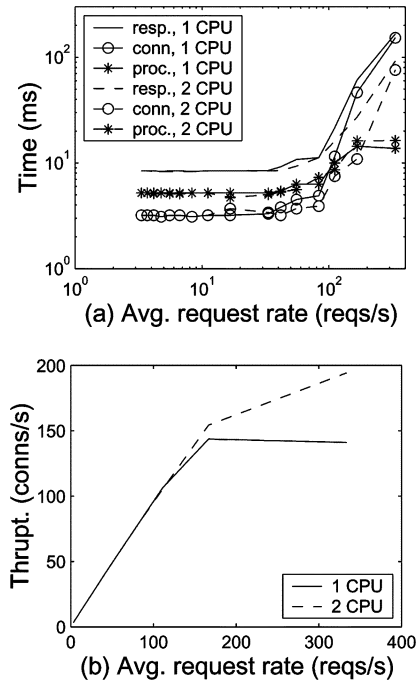 10²
10¹
10⁰
Time (ms)
resp., 1 CPU
conn, 1 CPU
proc., 1 CPU
resp., 2 CPU
conn, 2 CPU
proc., 2 CPU
10⁰ 10¹ 10²
(a) Avg. request rate (reqs/s)
200
150
100
50
0
Thrupt. (conns/s)
1 CPU
2 CPU
0 100 200 300 400
(b) Avg. request rate (reqs/s)